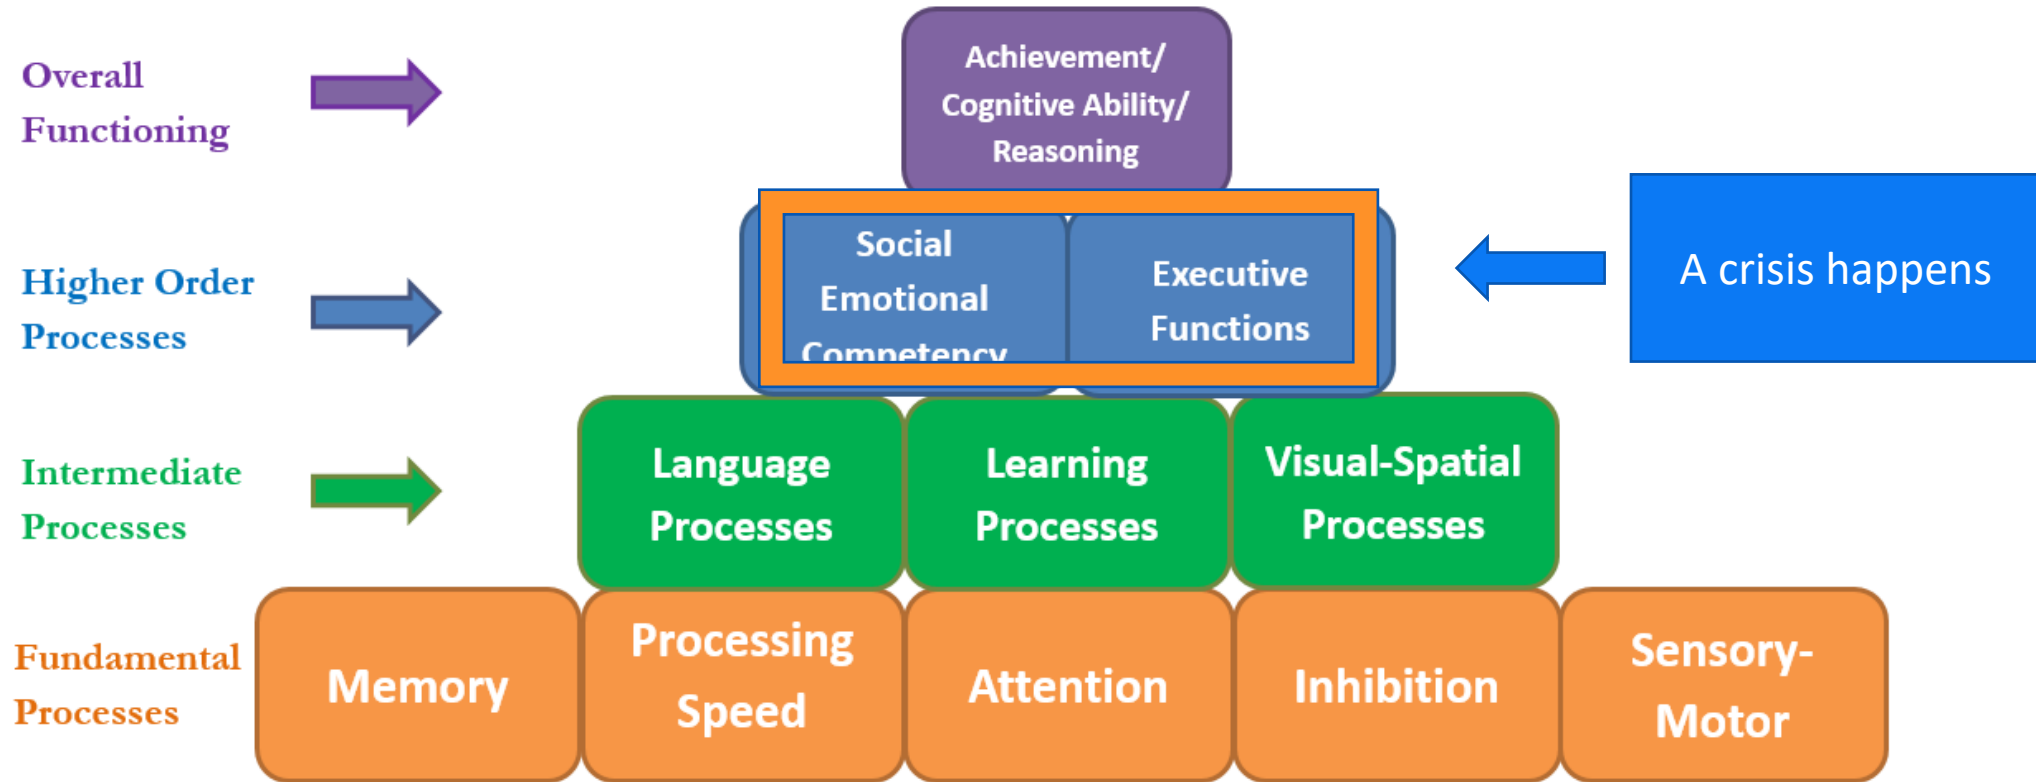 Overall
Functioning
Achievement/
Cognitive Ability/
Reasoning
Higher Order
Processes
Social
Emotional
Competency
Executive
Functions
A crisis happens
Intermediate
Processes
Language
Processes
Learning
Processes
Visual-Spatial
Processes
Fundamental
Processes
Memory
Processing
Speed
Attention
Inhibition
Sensory-
Motor